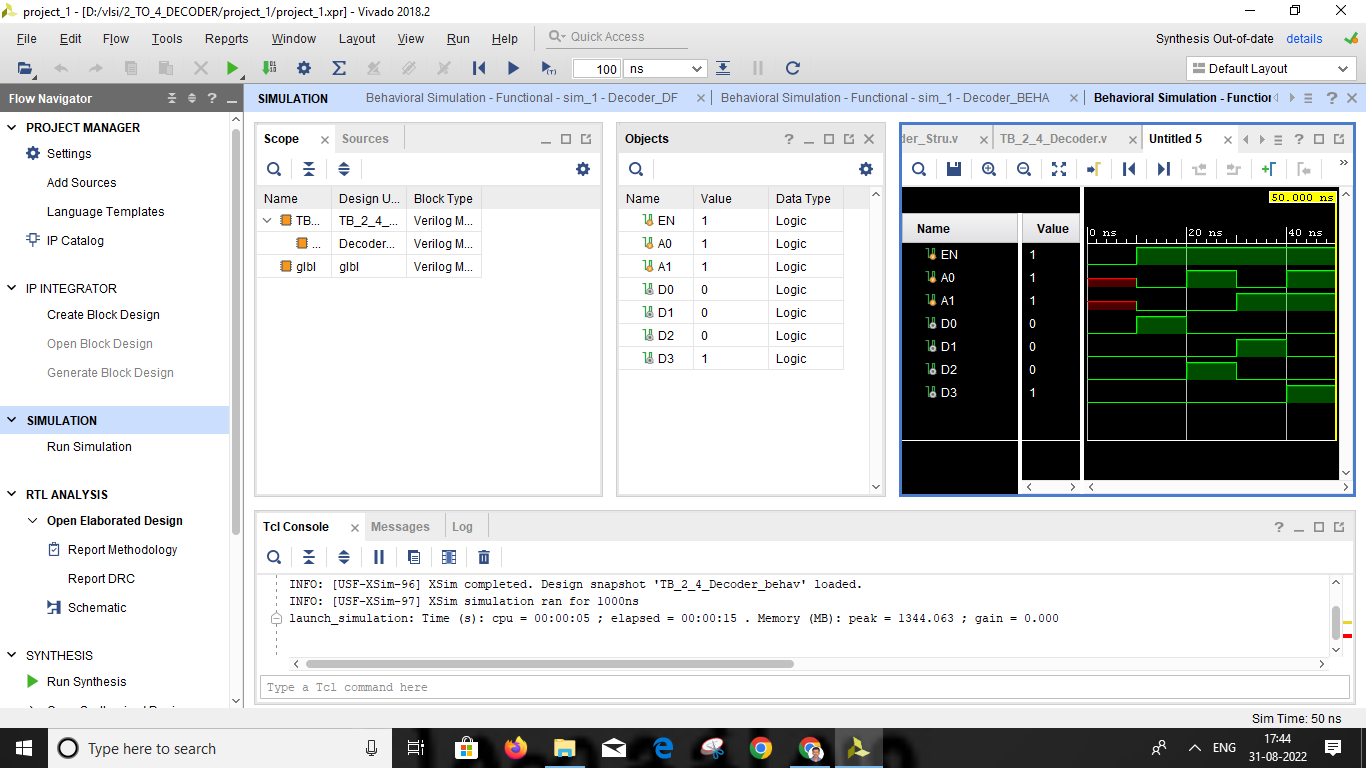 project_1 - [D:/vlsi/2_TO_4_DECODER/project_1/project_1.xpr] - Vivado 2018.2
File Edit Flow Tools Reports Window Layout View Run Help Quick Access
Synthesis Out-of-date details
100 ns
Default Layout
Flow Navigator
SIMULATION Behavioral Simulation - Functional - sim_1 - Decoder_DF Behavioral Simulation - Functional - sim_1 - Decoder_BEHA Behavioral Simulation - Function
PROJECT MANAGER
Settings
Add Sources
Language Templates
IP Catalog
IP INTEGRATOR
Create Block Design
Open Block Design
Generate Block Design
SIMULATION
Run Simulation
RTL ANALYSIS
Open Elaborated Design
Report Methodology
Report DRC
Schematic
SYNTHESIS
Run Synthesis
Scope Sources
Name Design U... Block Type
TB... TB_2_4_... Verilog M...
... Decoder... Verilog M...
glbl glbl Verilog M...
Objects
Name Value Data Type
EN 1 Logic
A0 1 Logic
A1 1 Logic
D0 0 Logic
D1 0 Logic
D2 0 Logic
D3 1 Logic
der_Stru.v TB_2_4_Decoder.v Untitled 5
50.000 ns
Name Value
0 ns 20 ns 40 ns
EN 1
A0 1
A1 1
D0 0
D1 0
D2 0
D3 1
Tcl Console Messages Log
INFO: [USF-XSim-96] XSim completed. Design snapshot 'TB_2_4_Decoder_behav' loaded.
INFO: [USF-XSim-97] XSim simulation ran for 1000ns
launch_simulation: Time (s): cpu = 00:00:05 ; elapsed = 00:00:15 . Memory (MB): peak = 1344.063 ; gain = 0.000
Type a Tcl command here
Sim Time: 50 ns
Type here to search
ENG
17:44
31-08-2022